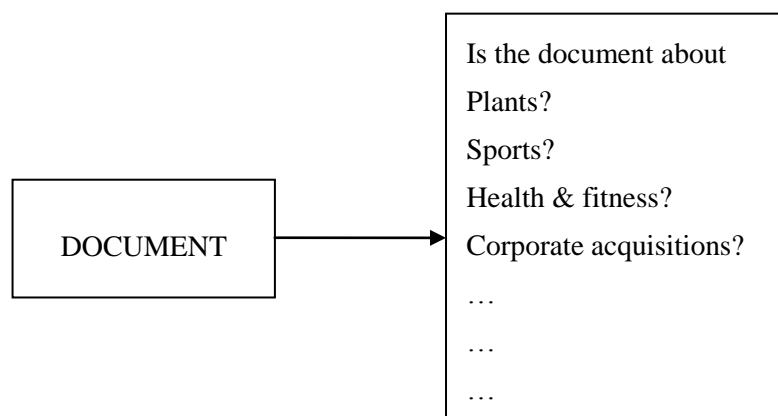 DOCUMENT
Is the document about
Plants?
Sports?
Health & fitness?
Corporate acquisitions?
…
…
…